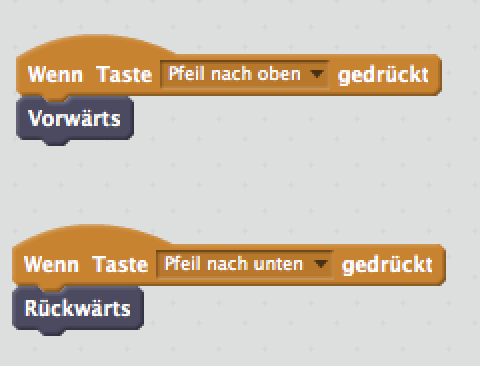 Wenn Taste Pfeil nach oben gedrückt
Vorwärts
Wenn Taste Pfeil nach unten gedrückt
Rückwärts